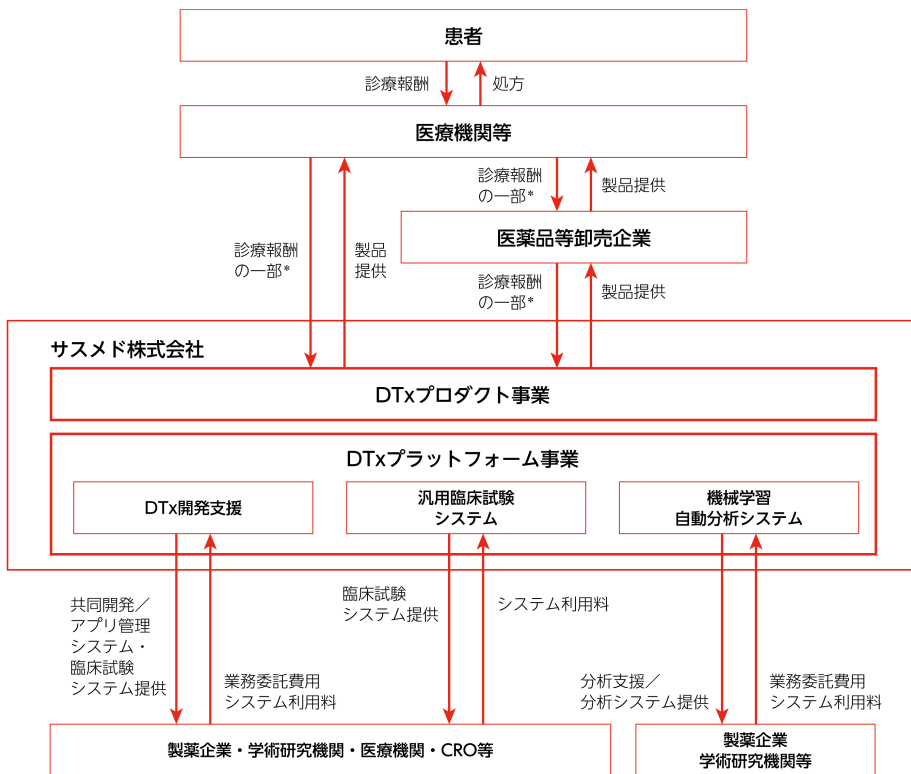 患者
診療報酬
処方
医療機関等
診療報酬
の一部*
製品提供
医薬品等卸売企業
診療報酬
の一部*
製品
提供
診療報酬
の一部*
製品提供
サスメド株式会社
DTxプロダクト事業
DTxプラットフォーム事業
DTx開発支援
汎用臨床試験
システム
機械学習
自動分析システム
共同開発／
アプリ管理
システム・
臨床試験
システム提供
業務委託費用
システム利用料
臨床試験
システム提供
システム利用料
分析支援／
分析システム提供
業務委託費用
システム利用料
製薬企業・学術研究機関・医療機関・CRO等
製薬企業
学術研究機関等